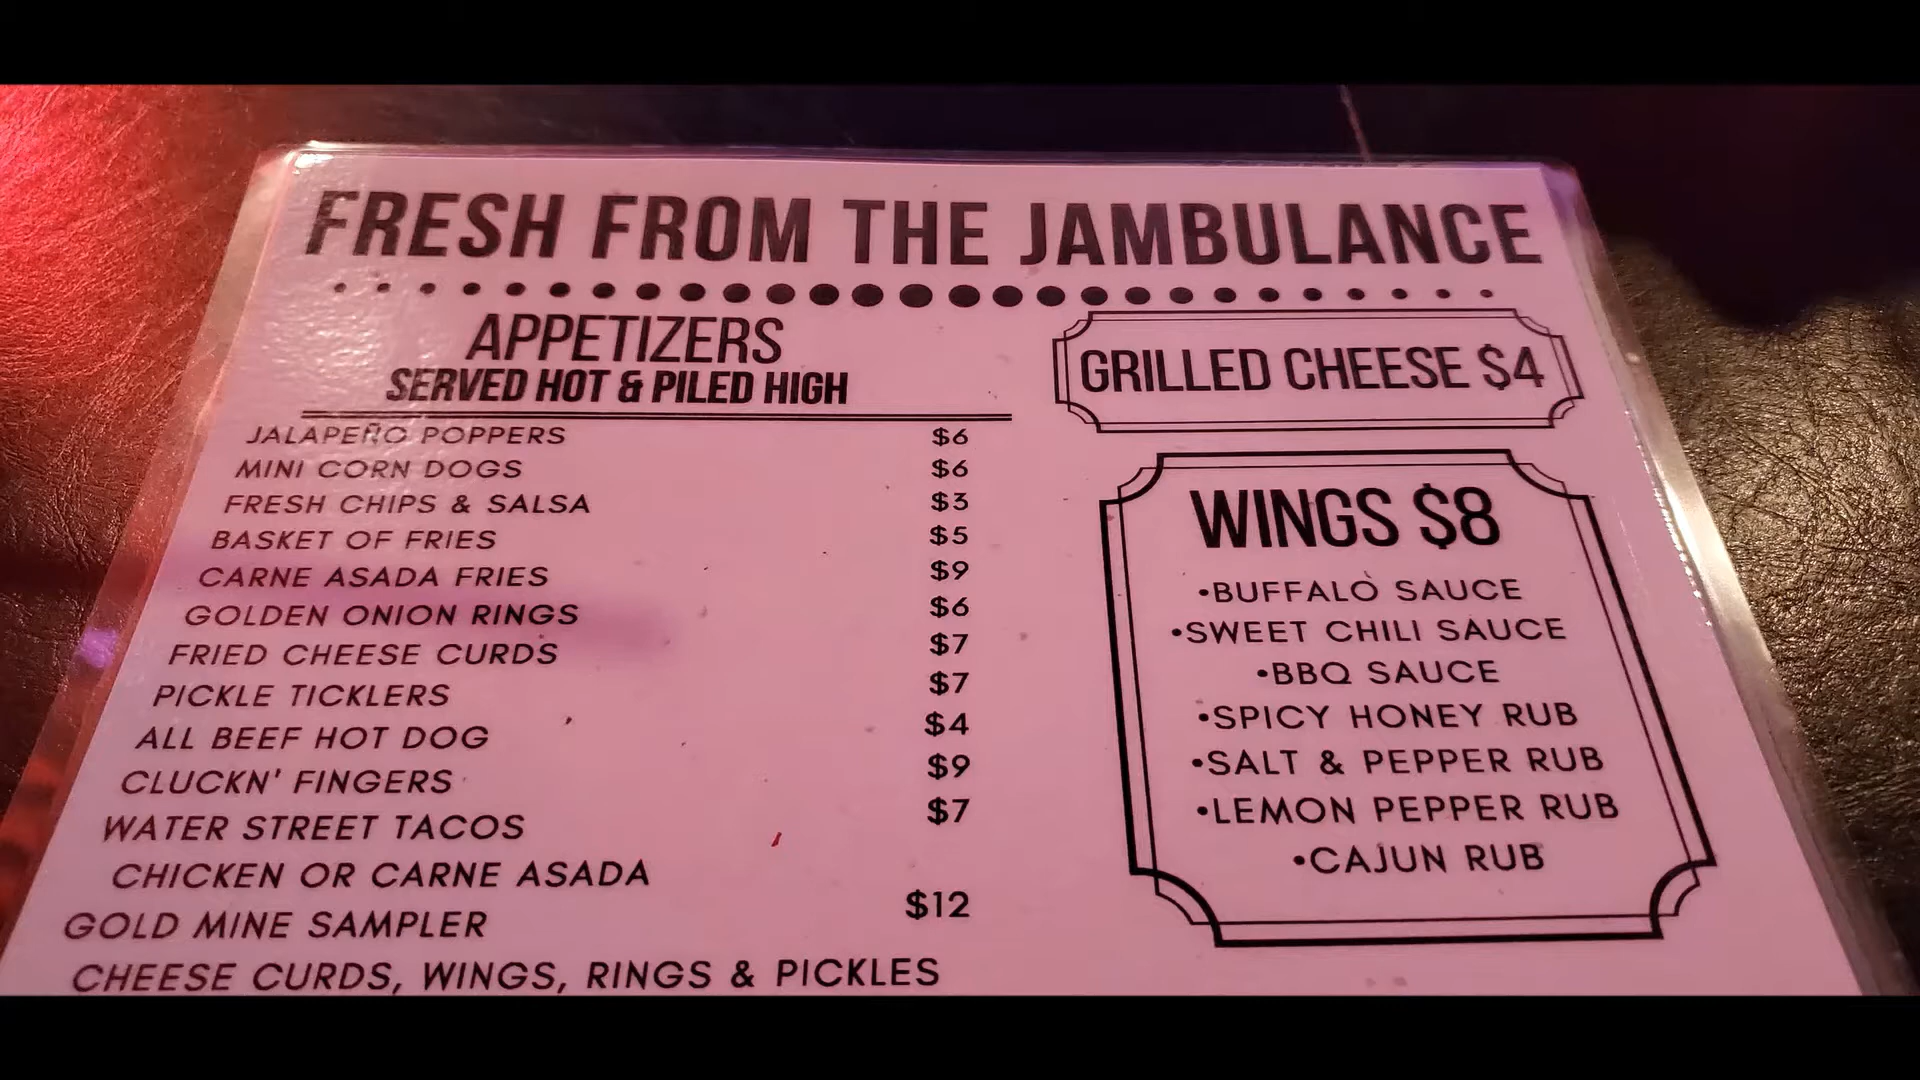 FRESH FROM THE JAMBULANCE
APPETIZERS
SERVED HOT & PILED HIGH
JALAPEÑO POPPERS $6
MINI CORN DOGS $6
FRESH CHIPS & SALSA $3
BASKET OF FRIES $5
CARNE ASADA FRIES $9
GOLDEN ONION RINGS $6
FRIED CHEESE CURDS $7
PICKLE TICKLERS $7
ALL BEEF HOT DOG $4
CLUCKN' FINGERS $9
WATER STREET TACOS $7
CHICKEN OR CARNE ASADA
GOLD MINE SAMPLER $12
CHEESE CURDS, WINGS, RINGS & PICKLES
GRILLED CHEESE $4
WINGS $8
•BUFFALO SAUCE
•SWEET CHILI SAUCE
•BBQ SAUCE
•SPICY HONEY RUB
•SALT & PEPPER RUB
•LEMON PEPPER RUB
•CAJUN RUB